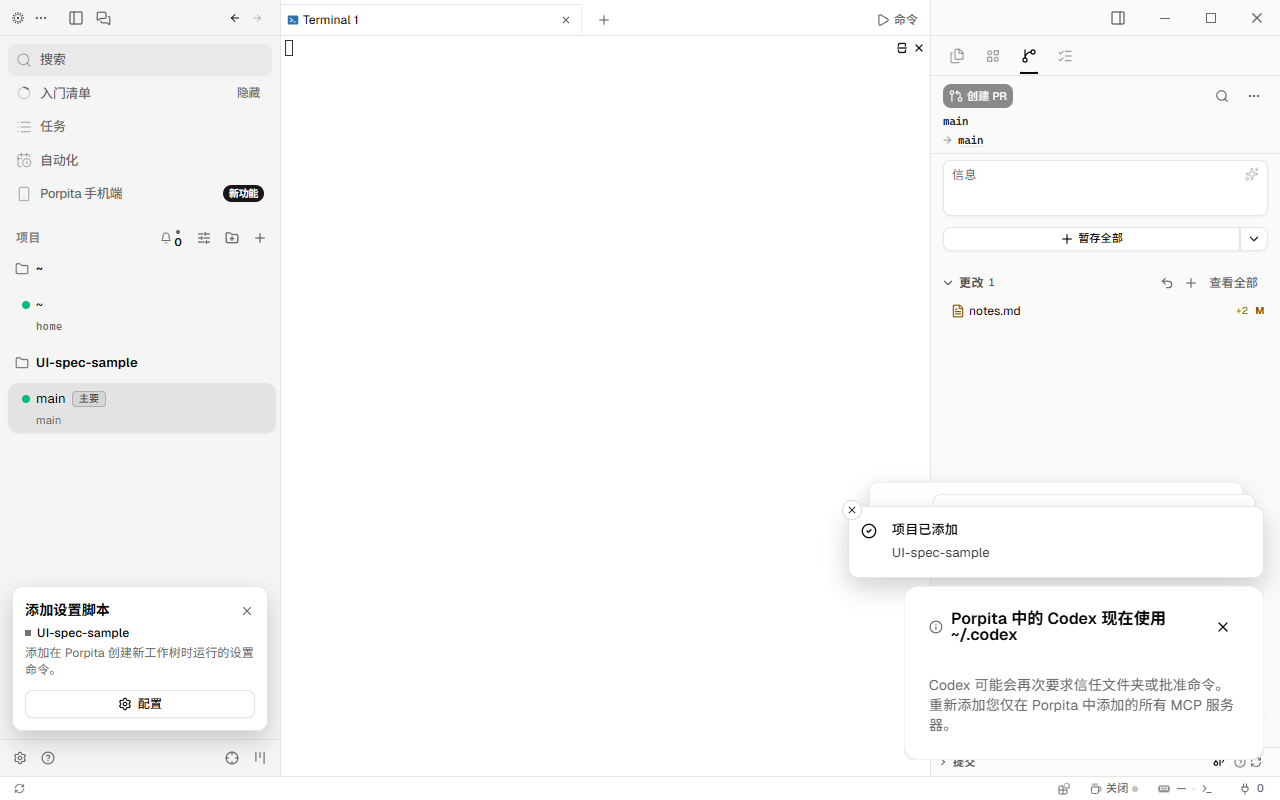 Terminal 1
命令
搜索
入门清单
隐藏
任务
自动化
Porpita 手机端
新功能
项目
0
~
~
home
UI-spec-sample
main
主要
main
添加设置脚本
UI-spec-sample
添加在 Porpita 创建新工作树时运行的设置
命令。
配置
创建 PR
main
→ main
信息
暂存全部
更改 1
查看全部
notes.md
+2 M
项目已添加
UI-spec-sample
Porpita 中的 Codex 现在使用
~/.codex
Codex 可能会再次要求信任文件夹或批准命令。
重新添加您仅在 Porpita 中添加的所有 MCP 服务
器。
提交
关闭
0